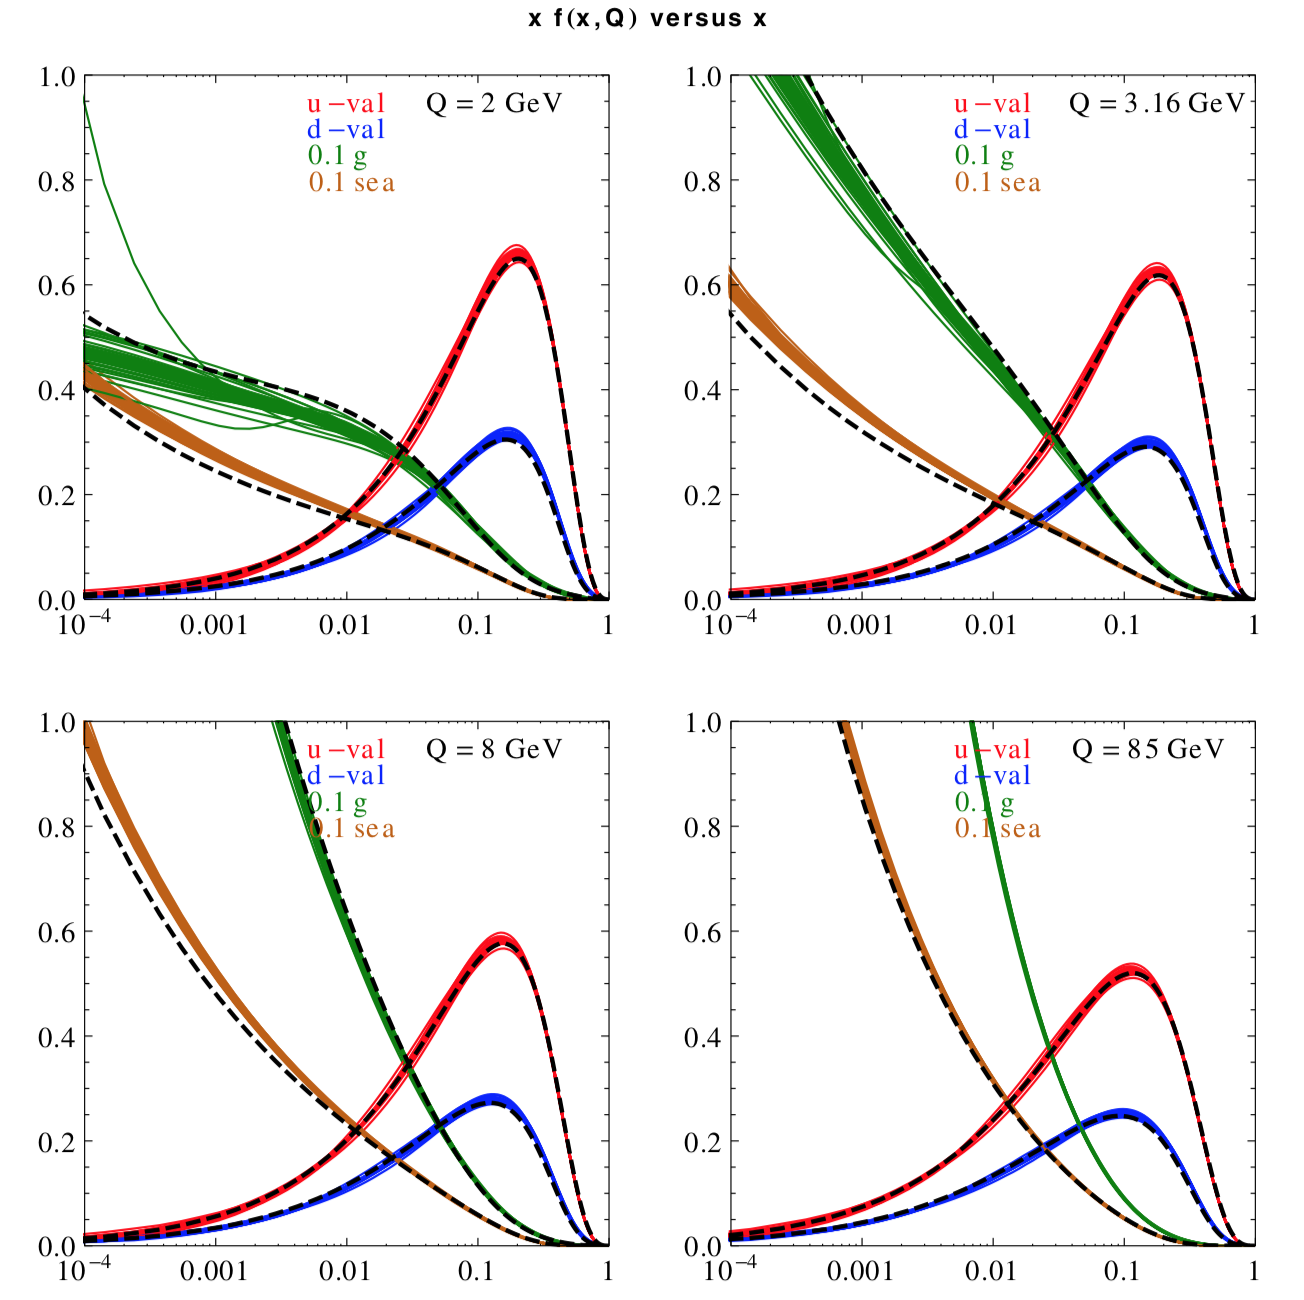 x f(x,Q) versus x
1.0
0.8
0.6
0.4
0.2
0.0
u-val
d-val
0.1 g
0.1 sea
Q = 2 GeV
10⁻⁴ 0.001 0.01 0.1 1
1.0
0.8
0.6
0.4
0.2
0.0
u-val
d-val
0.1 g
0.1 sea
Q = 3.16 GeV
10⁻⁴ 0.001 0.01 0.1 1
1.0
0.8
0.6
0.4
0.2
0.0
u-val
d-val
0.1 g
0.1 sea
Q = 8 GeV
10⁻⁴ 0.001 0.01 0.1 1
1.0
0.8
0.6
0.4
0.2
0.0
u-val
d-val
0.1 g
0.1 sea
Q = 85 GeV
10⁻⁴ 0.001 0.01 0.1 1